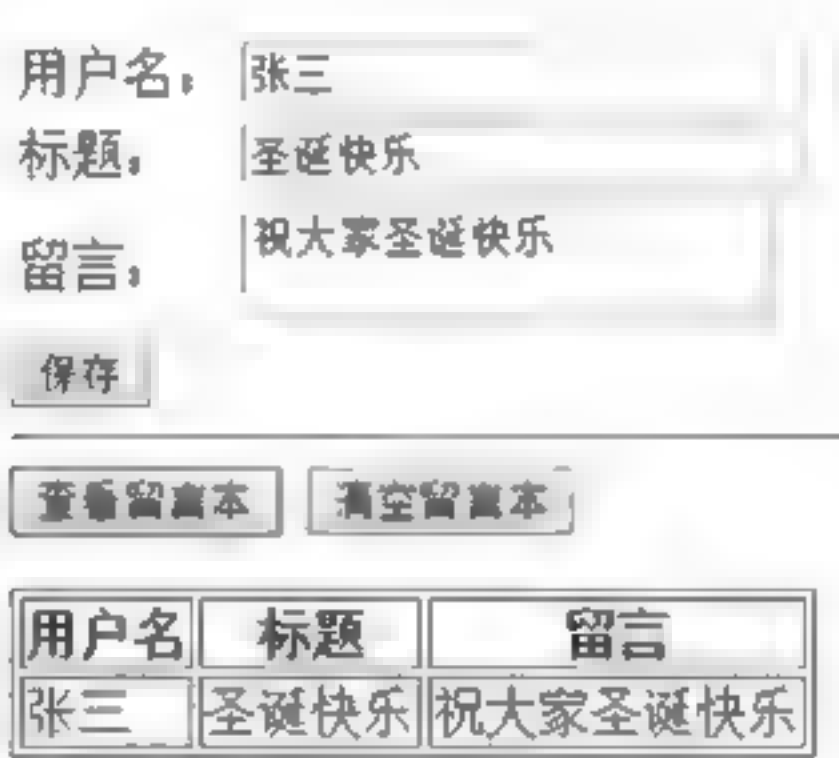 用户名： 张三
标题： 圣诞快乐
留言： 祝大家圣诞快乐
保存
查看留言本 清空留言本
用户名 标题 留言
张三 圣诞快乐 祝大家圣诞快乐